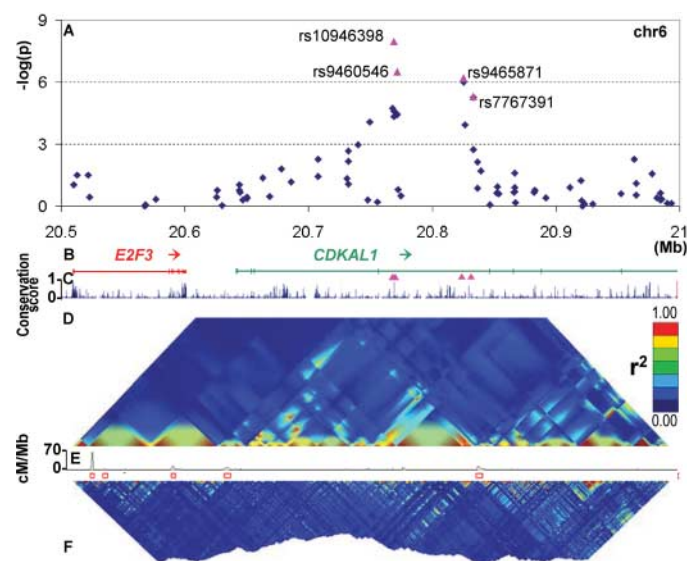 9
A
chr6
rs10946398
rs9460546
rs9465871
rs7767391
-log(p)
6
3
0
20.5 20.6 20.7 20.8 20.9 21
(Mb)
B
E2F3 →
CDKAL1 →
C
1
0
Conservation
score
D
1.00
r²
0.00
cM/Mb
70
0
E
F